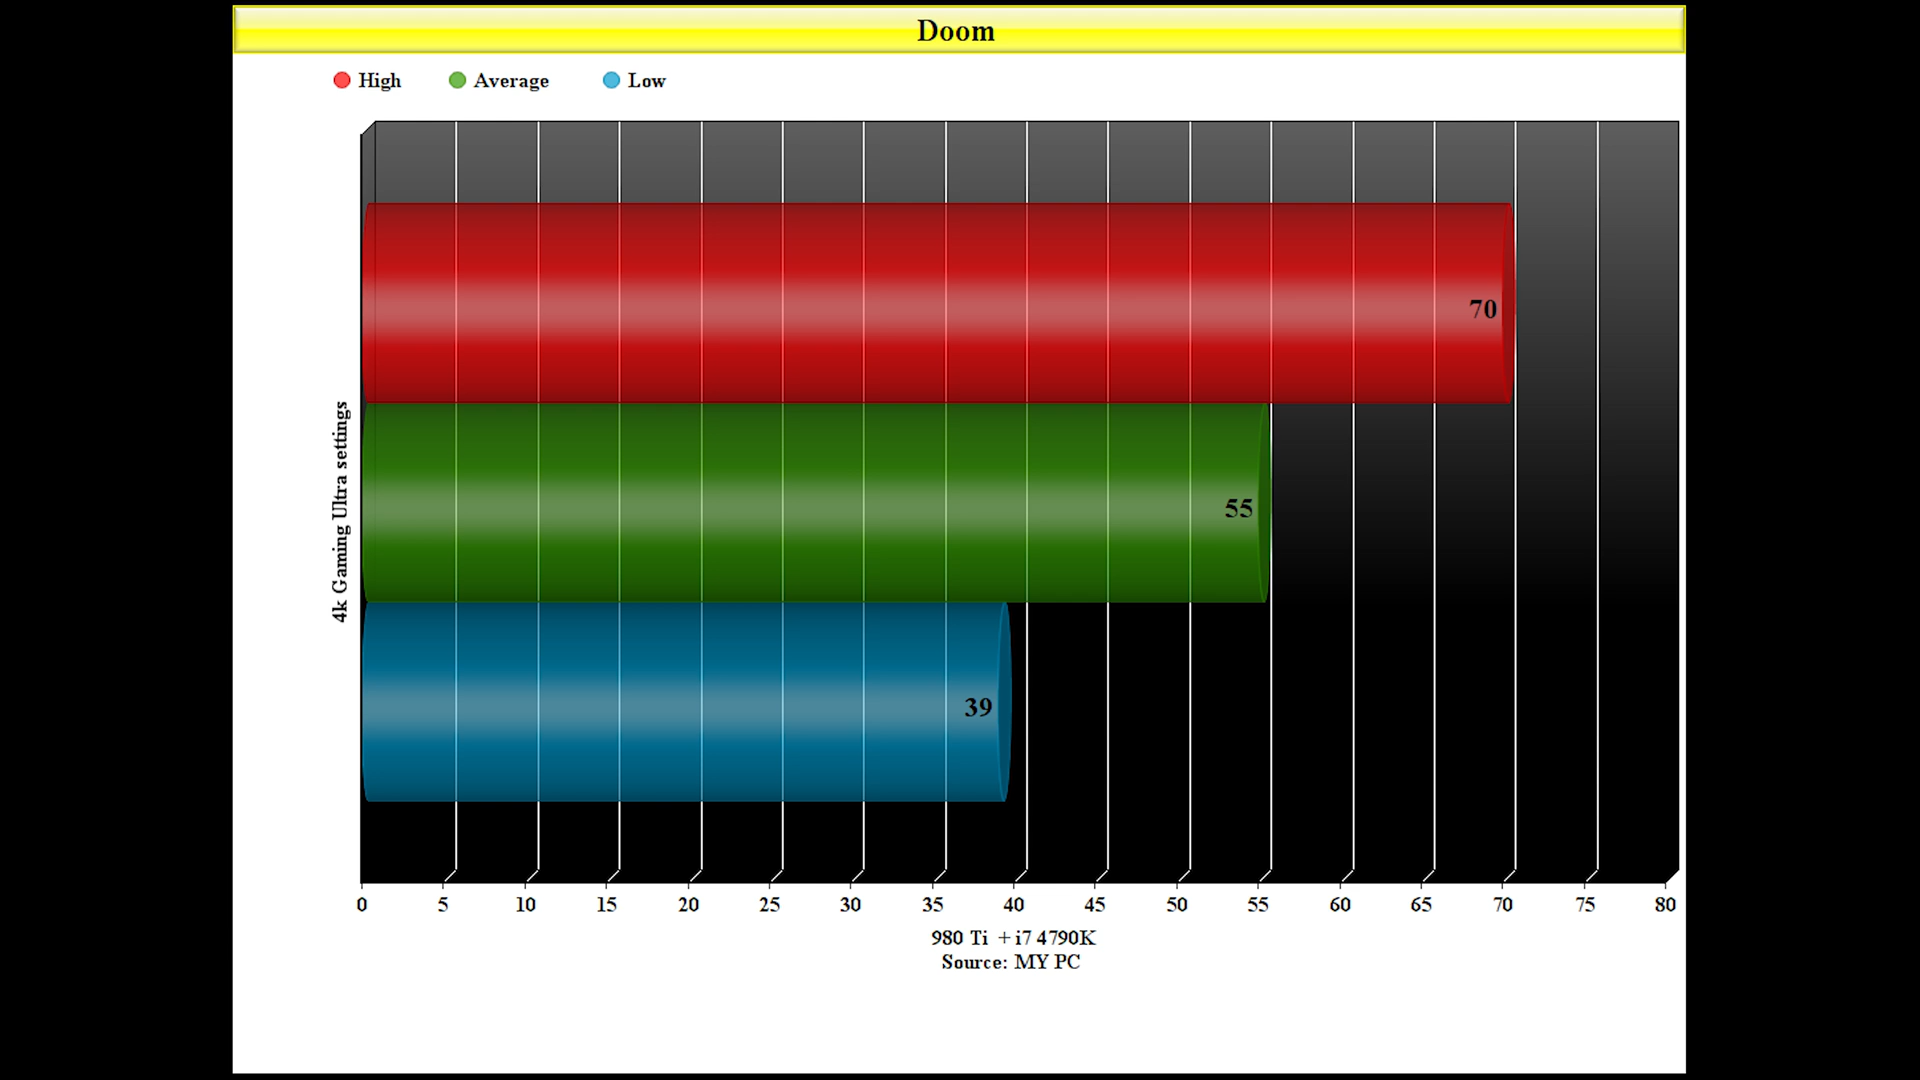 Doom
High Average Low
70
55
39
4k Gaming Ultra settings
0 5 10 15 20 25 30 35 40 45 50 55 60 65 70 75 80
980 Ti + i7 4790K
Source: MY PC